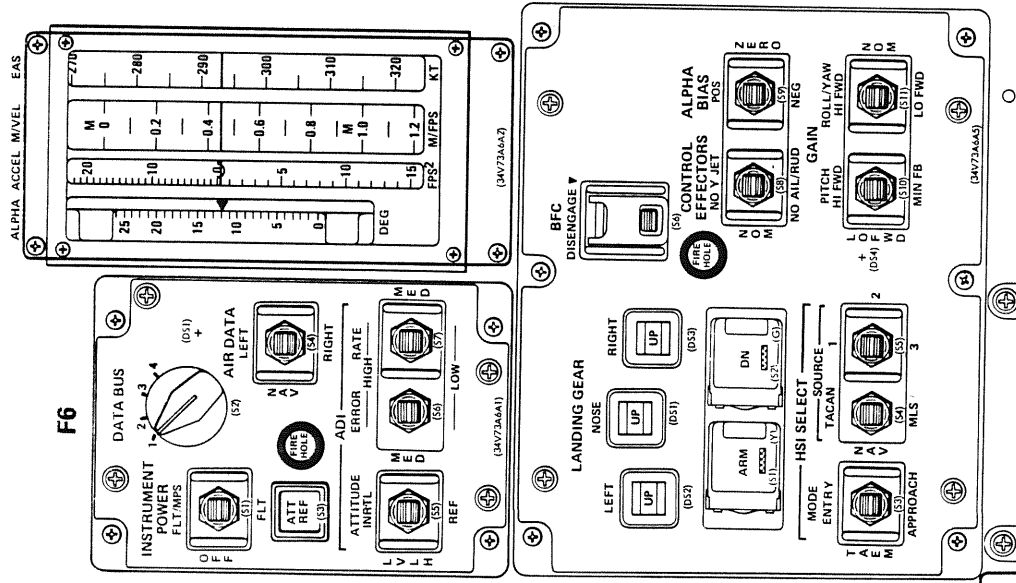 F6
INSTRUMENT
POWER
FLT/MPS
OFF
(S1)
FLT
DATA BUS
1
2
3
4
(S2)
(DS1)
+
AIR DATA
LEFT
NAV
(S4)
RIGHT
ATT
REF
(S3)
FIRE
HOLE
ADI
ATTITUDE
INRTL
LVLH
(S5)
REF
ERROR
RATE
HIGH
MED
(S6)
(S7)
MED
LOW
(34V73A6A1)
ALPHA
ACCEL
M/VEL
EAS
25
20
15
10
5
0
DEG
20
10
0
5
10
15
FPS2
M
0
0.2
0.4
0.6
0.8
M
1.0
1.2
M/FPS
270
280
290
300
310
320
KT
(34V73A6A2)
LANDING GEAR
LEFT
UP
(DS2)
NOSE
UP
(DS1)
RIGHT
UP
(DS3)
ARM
(S1)
(Y1)
DN
(S2)
(G)
HSI SELECT
MODE
ENTRY
TAEM
(S3)
APPROACH
SOURCE
TACAN
NAV
(S4)
MLS
1
2
(S5)
3
BFC
DISENGAGE ▼
(S6)
FIRE
HOLE
CONTROL
EFFECTORS
NO Y JET
NOM
(S8)
NO AIL/RUD
ALPHA
BIAS
POS
ZERO
(S9)
NEG
GAIN
PITCH
HI FWD
LO FWD
(S10)
MIN FB
ROLL/YAW
HI FWD
NOM
(S11)
LO FWD
+
(DS4)
(34V73A6A5)